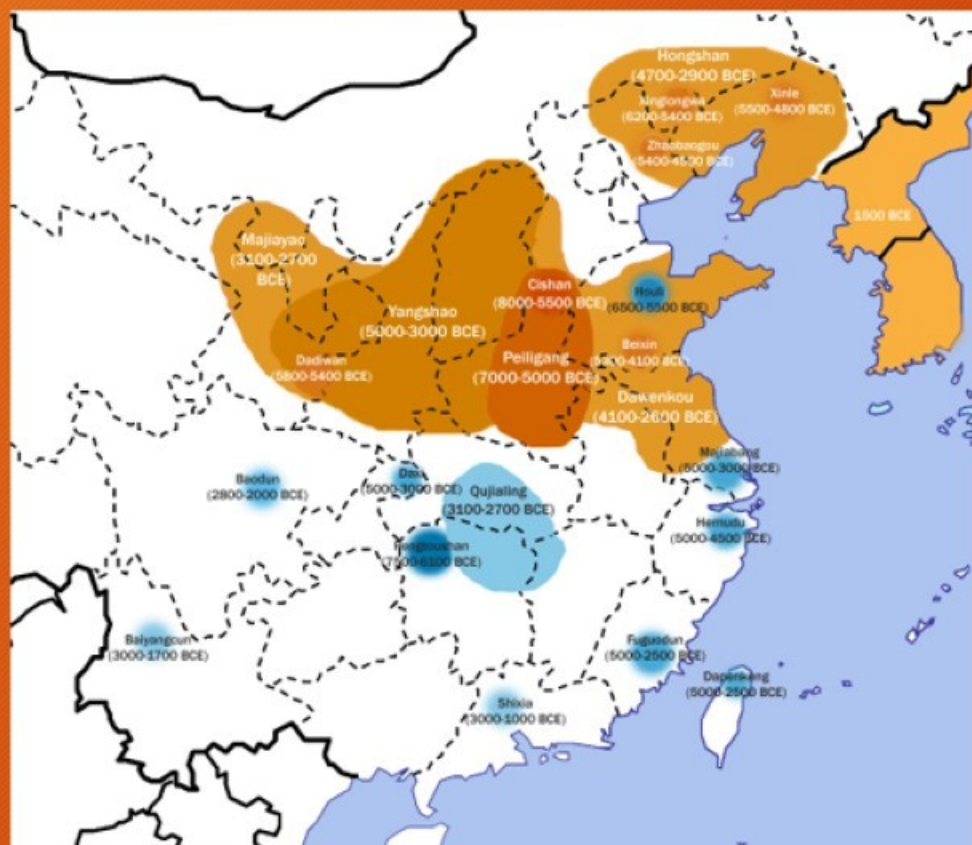 Hongshan
(4700-2900 BCE)
Xinglongwa
(6200-5400 BCE)
Xinle
(5500-4800 BCE)
Zhaobaogou
(5400-4500 BCE)
1500 BCE
Majiayao
(3100-2700
BCE)
Cishan
(8000-5500 BCE)
Houli
(6500-5500 BCE)
Yangshao
(5000-3000 BCE)
Beixin
(5300-4100 BCE)
Dadiwan
(5800-5400 BCE)
Peiligang
(7000-5000 BCE)
Dawenkou
(4100-2600 BCE)
Majiabang
(5000-3000 BCE)
Baodun
(2800-2000 BCE)
Daxi
(5000-3000 BCE)
Qujialing
(3100-2700 BCE)
Hemudu
(5000-4500 BCE)
Pengtoushan
(7500-6100 BCE)
Baiyangcun
(3000-1700 BCE)
Fuguodun
(5000-2500 BCE)
Dapenkeng
(5000-2500 BCE)
Shixia
(3000-1000 BCE)